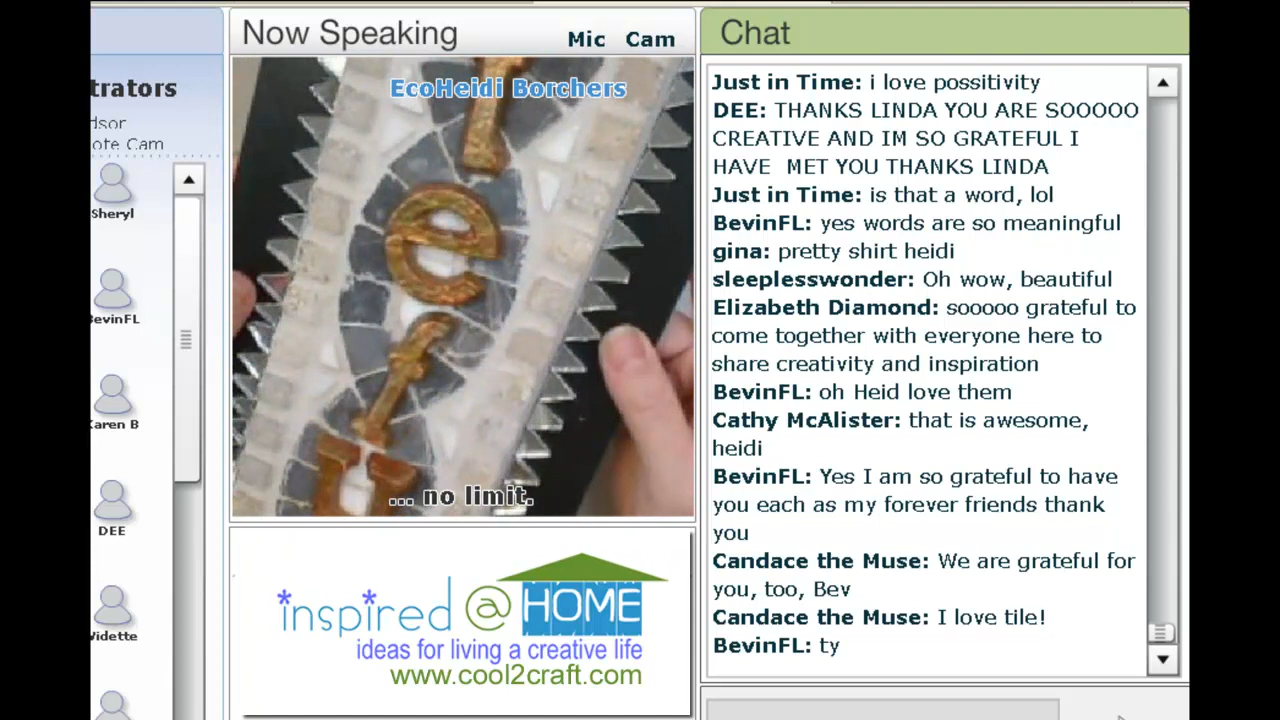 trators
dsor
ote Cam
Sheryl
BevinFL
Karen B
DEE
Vidette
Now Speaking
Mic Cam
EcoHeidi Borchers
e
r
... no limit.
inspired @ HOME
ideas for living a creative life
www.cool2craft.com
Chat
Just in Time: i love possitivity
DEE: THANKS LINDA YOU ARE SOOOOO
CREATIVE AND IM SO GRATEFUL I
HAVE MET YOU THANKS LINDA
Just in Time: is that a word, lol
BevinFL: yes words are so meaningful
gina: pretty shirt heidi
sleeplesswonder: Oh wow, beautiful
Elizabeth Diamond: sooooo grateful to
come together with everyone here to
share creativity and inspiration
BevinFL: oh Heid love them
Cathy McAlister: that is awesome,
heidi
BevinFL: Yes I am so grateful to have
you each as my forever friends thank
you
Candace the Muse: We are grateful for
you, too, Bev
Candace the Muse: I love tile!
BevinFL: ty